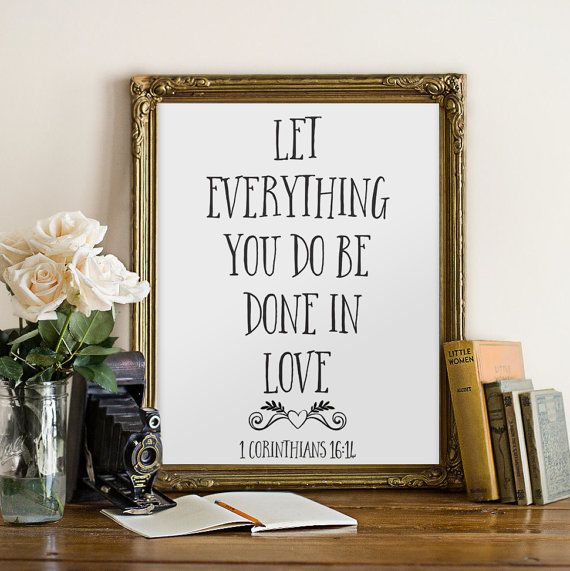 LET
EVERYTHING
YOU DO BE
DONE IN
LOVE
1 CORINTHIANS 16:14
LITTLE
WOMEN
ALCOTT